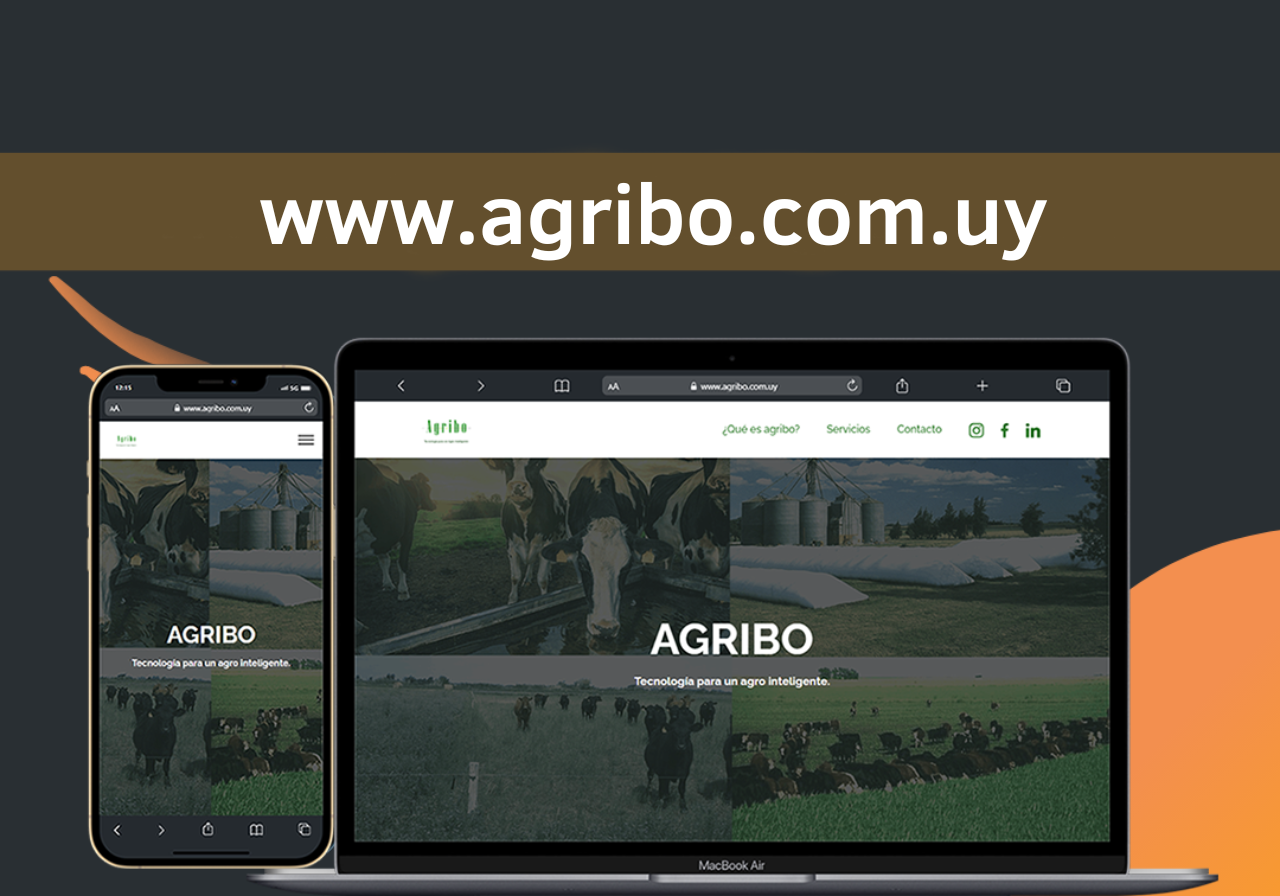 www.agribo.com.uy
12:15
5G
AA
www.agribo.com.uy
Agribo
AGRIBO
Tecnología para un agro inteligente.
AA
www.agribo.com.uy
Agribo
¿Qué es agribo?
Servicios
Contacto
AGRIBO
Tecnología para un agro inteligente.
MacBook Air